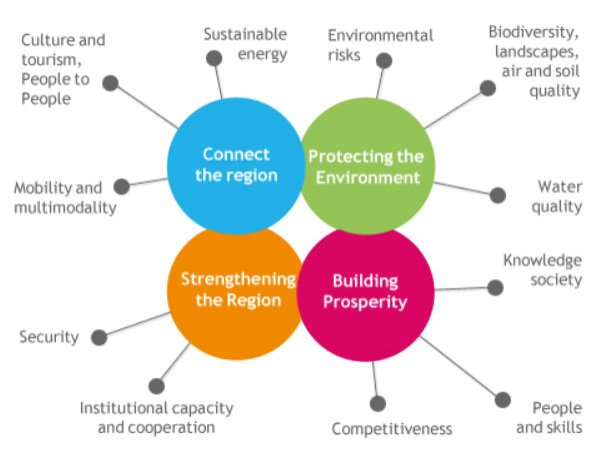 Culture and
tourism,
People to
People
Sustainable
energy
Environmental
risks
Biodiversity,
landscapes,
air and soil
quality
Connect
the region
Protecting the
Environment
Mobility and
multimodality
Water
quality
Strengthening
the Region
Building
Prosperity
Knowledge
society
Security
Institutional capacity
and cooperation
Competitiveness
People
and skills